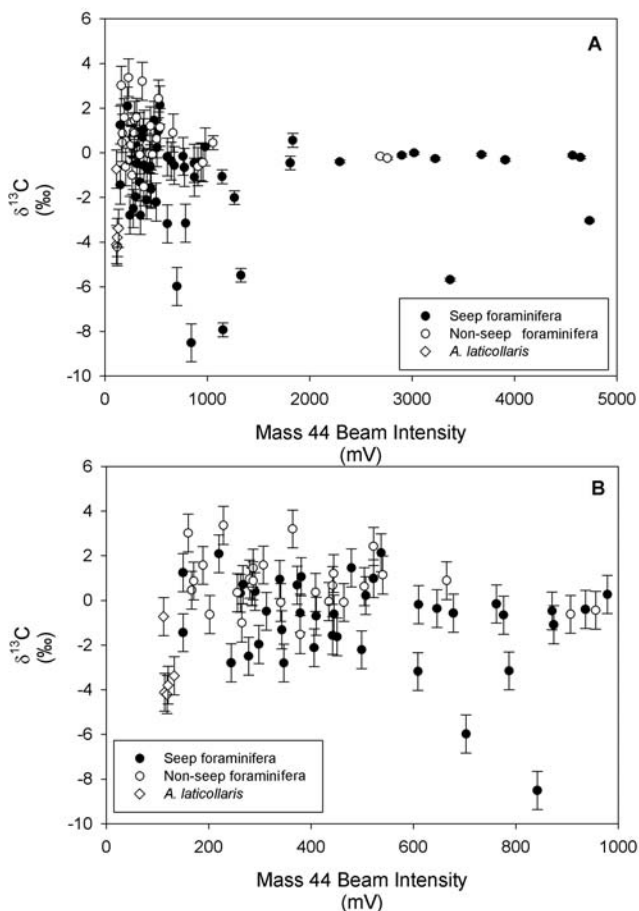 A
6
4
2
0
-2
-4
-6
-8
-10
δ13C
(‰)
Seep foraminifera
Non-seep foraminifera
A. laticollaris
0 1000 2000 3000 4000 5000
Mass 44 Beam Intensity
(mV)
B
6
4
2
0
-2
-4
-6
-8
-10
δ13C
(‰)
Seep foraminifera
Non-seep foraminifera
A. laticollaris
0 200 400 600 800 1000
Mass 44 Beam Intensity
(mV)